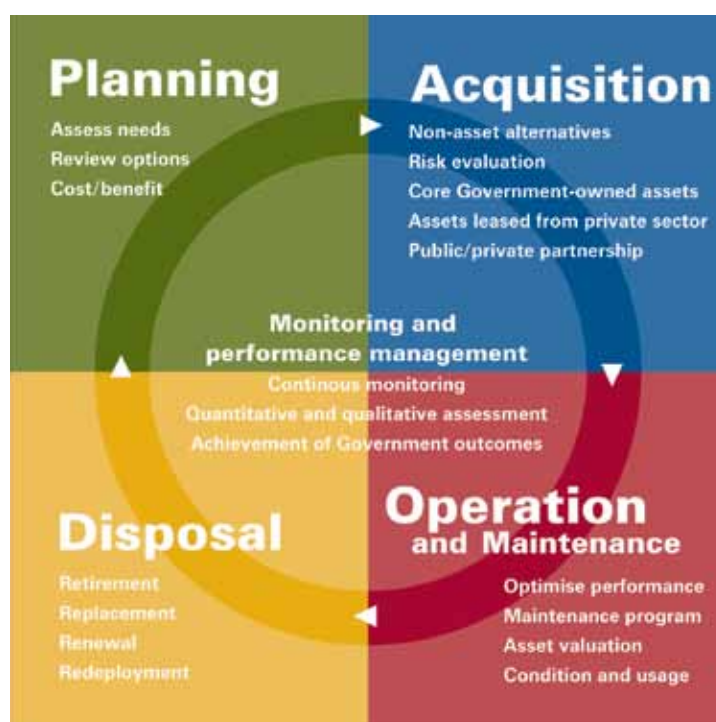 Planning
Assess needs
Review options
Cost/benefit
Acquisition
Non-asset alternatives
Risk evaluation
Core Government-owned assets
Assets leased from private sector
Public/private partnership
Monitoring and
performance management
Continous monitoring
Quantitative and qualitative assessment
Achievement of Government outcomes
Disposal
Retirement
Replacement
Renewal
Redeployment
Operation
and Maintenance
Optimise performance
Maintenance program
Asset valuation
Condition and usage